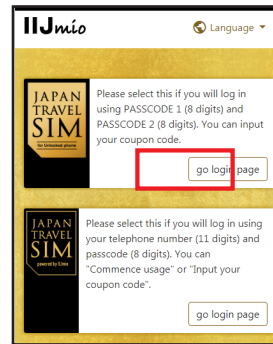 IIJmio
Language
JAPAN
TRAVEL
SIM
for Unlocked phone
Please select this if you will log in
using PASSCODE 1 (8 digits) and
PASSCODE 2 (8 digits). You can input
your coupon code.
go login page
JAPAN
TRAVEL
SIM
powered by IIJmio
Please select this if you will log in using
your telephone number (11 digits) and
passcode (8 digits). You can
"Commence usage" or "Input your
coupon code".
go login page